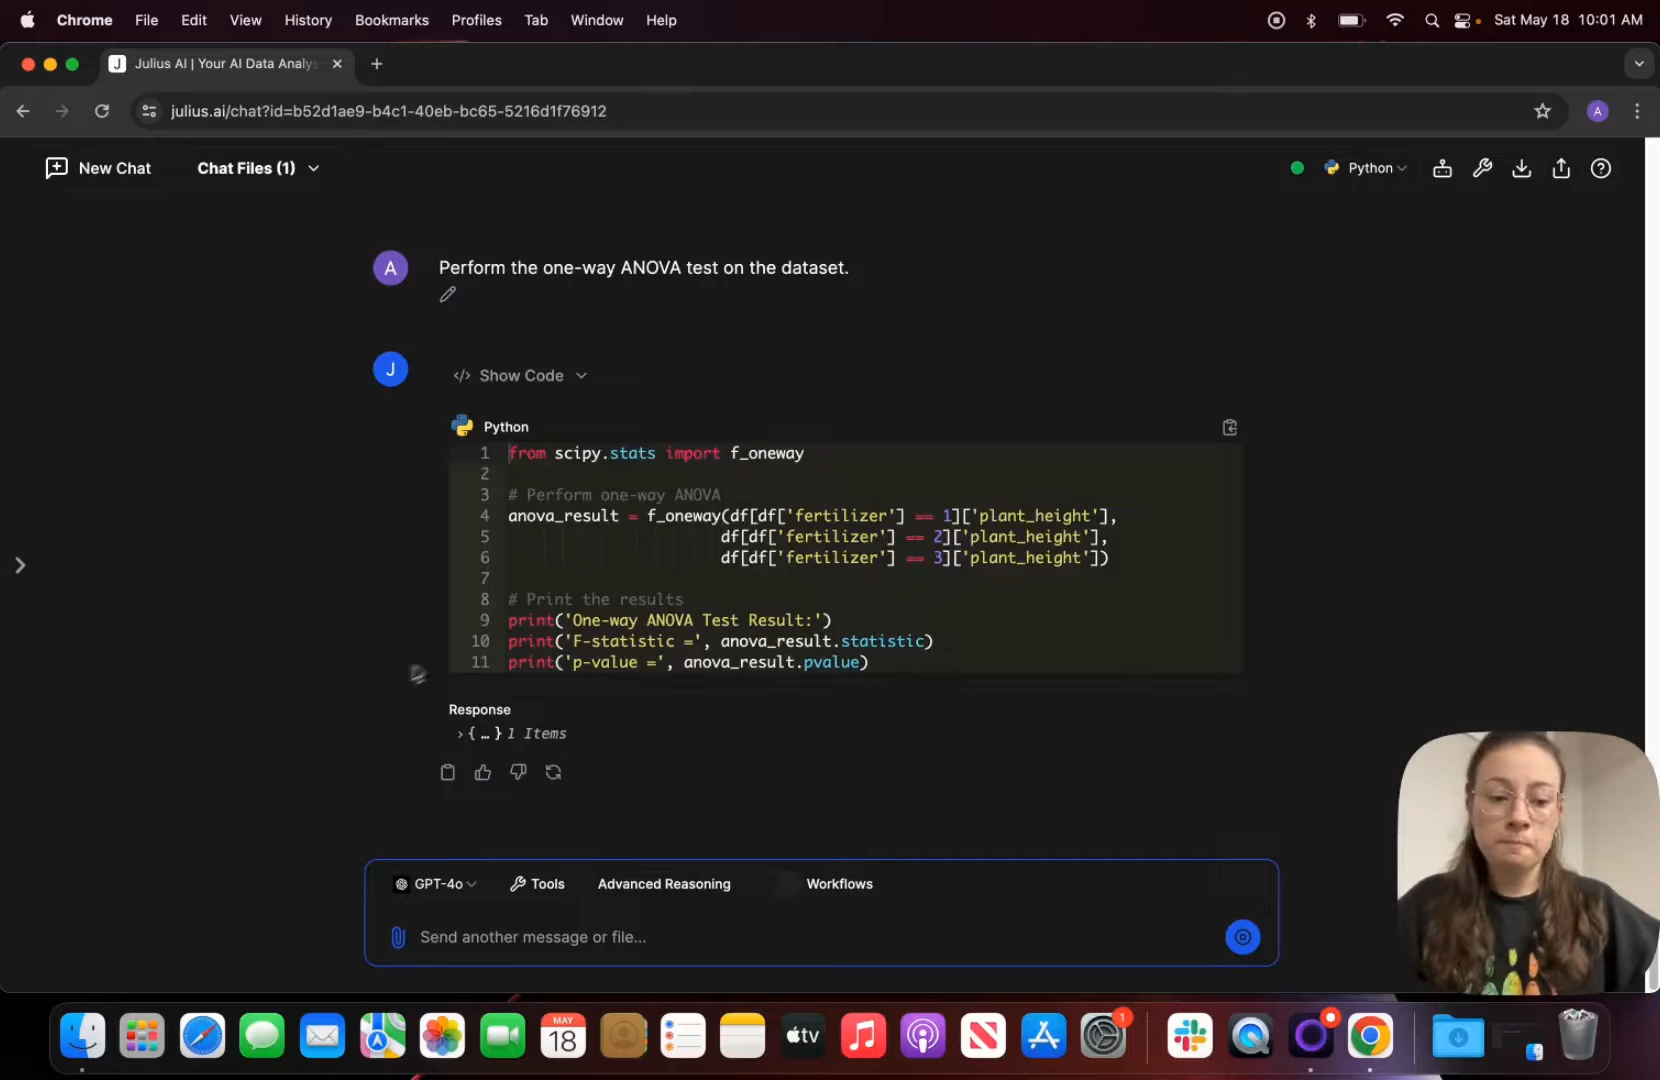 Chrome File Edit View History Bookmarks Profiles Tab Window Help Sat May 18 10:01 AM
J Julius AI | Your AI Data Analys
julius.ai/chat?id=b52d1ae9-b4c1-40eb-bc65-5216d1f76912 A
New Chat Chat Files (1) Python
A Perform the one-way ANOVA test on the dataset.
J </> Show Code
Python
1 from scipy.stats import f_oneway
2
3 # Perform one-way ANOVA
4 anova_result = f_oneway(df[df['fertilizer'] == 1]['plant_height'],
5 df[df['fertilizer'] == 2]['plant_height'],
6 df[df['fertilizer'] == 3]['plant_height'])
7
8 # Print the results
9 print('One-way ANOVA Test Result:')
10 print('F-statistic =', anova_result.statistic)
11 print('p-value =', anova_result.pvalue)
Response
{ … } 1 Items
GPT-4o Tools Advanced Reasoning Workflows
Send another message or file...
MAY
18
tv
1